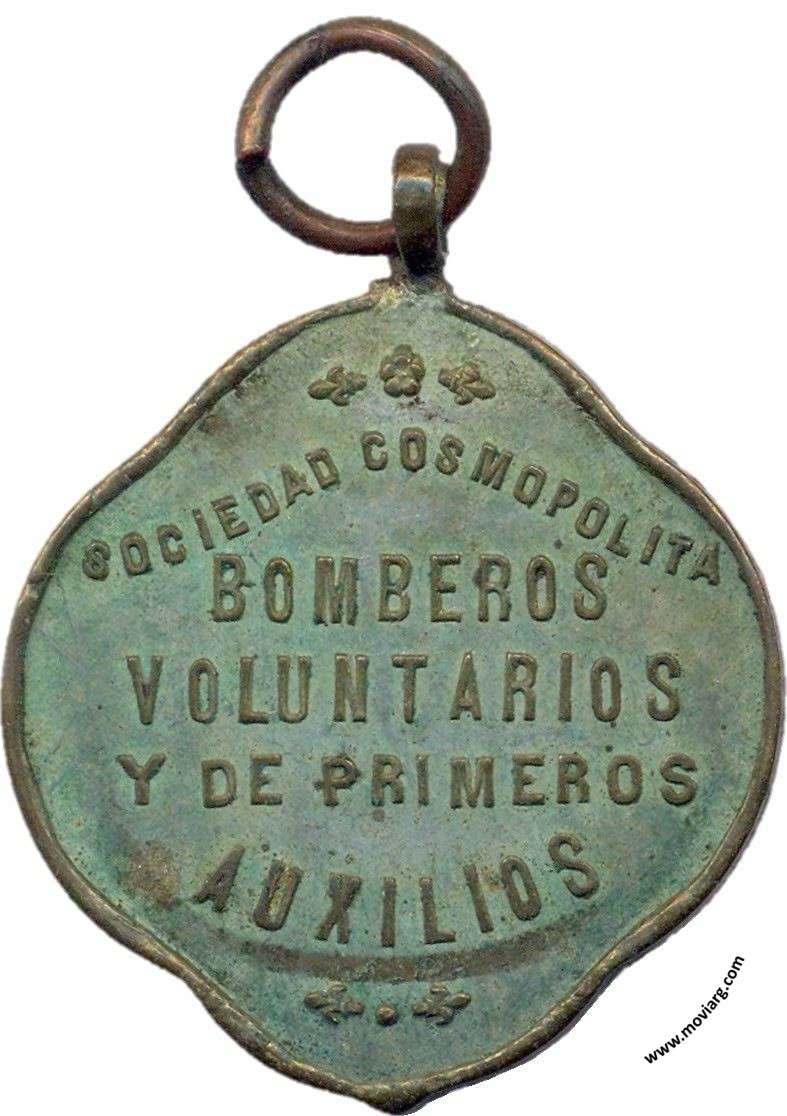 SOCIEDAD COSMOPOLITA
BOMBEROS
VOLUNTARIOS
Y DE PRIMEROS
AUXILIOS
www.moviarg.com